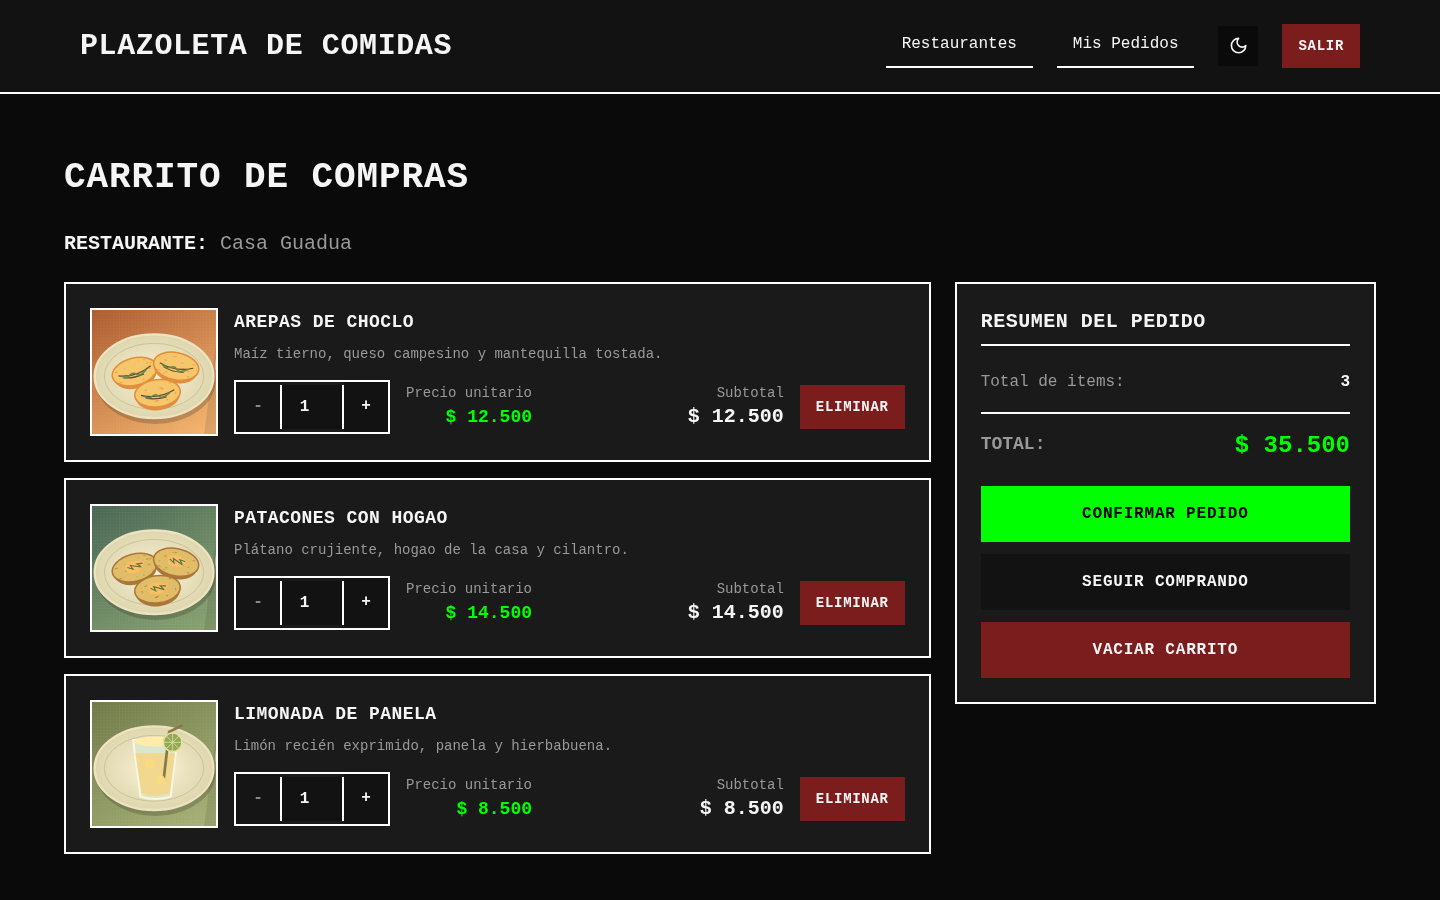 PLAZOLETA DE COMIDAS
Restaurantes
Mis Pedidos
SALIR
CARRITO DE COMPRAS
RESTAURANTE: Casa Guadua
AREPAS DE CHOCLO
Maíz tierno, queso campesino y mantequilla tostada.
- 1 +
Precio unitario
$ 12.500
Subtotal
$ 12.500
ELIMINAR
PATACONES CON HOGAO
Plátano crujiente, hogao de la casa y cilantro.
- 1 +
Precio unitario
$ 14.500
Subtotal
$ 14.500
ELIMINAR
LIMONADA DE PANELA
Limón recién exprimido, panela y hierbabuena.
- 1 +
Precio unitario
$ 8.500
Subtotal
$ 8.500
ELIMINAR
RESUMEN DEL PEDIDO
Total de items: 3
TOTAL: $ 35.500
CONFIRMAR PEDIDO
SEGUIR COMPRANDO
VACIAR CARRITO